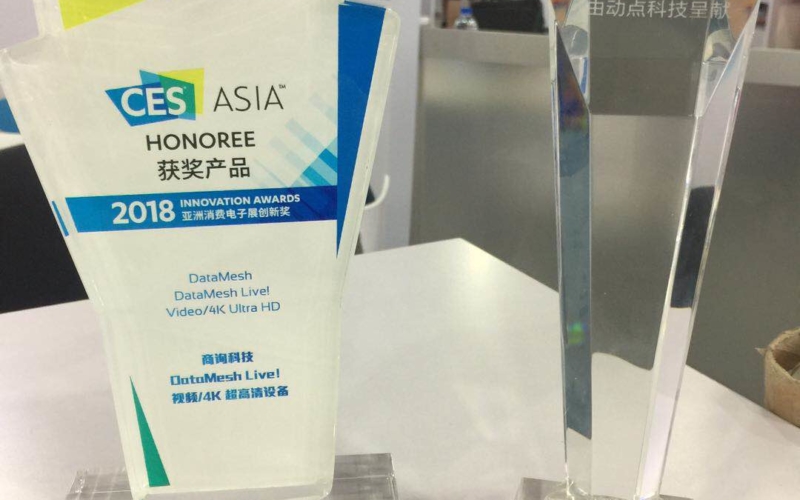 CES ASIA™
HONOREE
获奖产品
2018 INNOVATION AWARDS
亚洲消费电子展创新奖
DataMesh
DataMesh Live!
Video/4K Ultra HD
商询科技
DataMesh Live!
视频/4K 超高清设备
由动点科技呈献